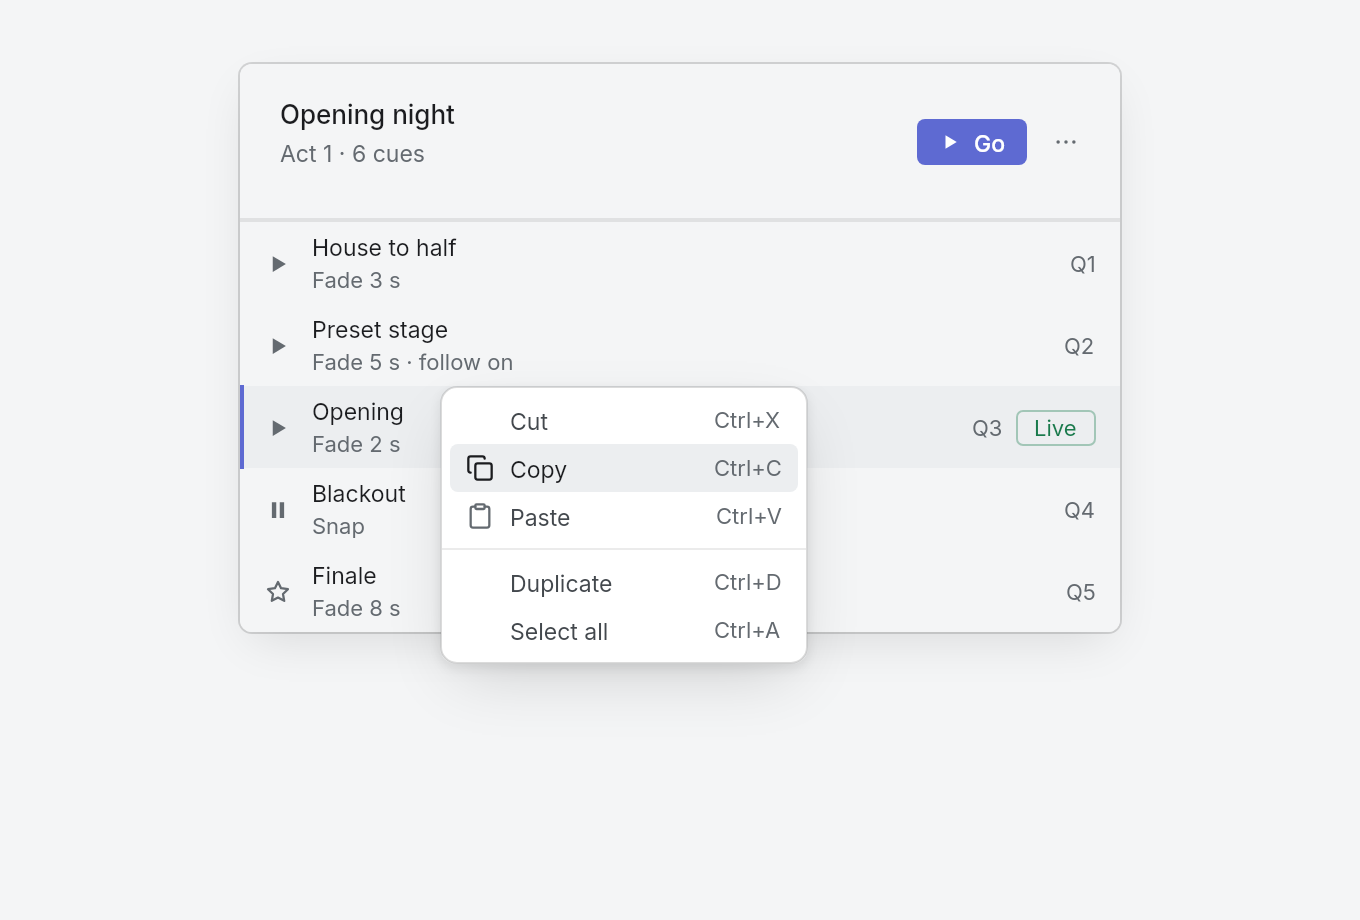 Opening night
Act 1 · 6 cues
Go
House to half
Fade 3 s
Q1
Preset stage
Fade 5 s · follow on
Q2
Opening
Fade 2 s
Q3
Live
Blackout
Snap
Q4
Finale
Fade 8 s
Q5
Cut Ctrl+X
Copy Ctrl+C
Paste Ctrl+V
Duplicate Ctrl+D
Select all Ctrl+A